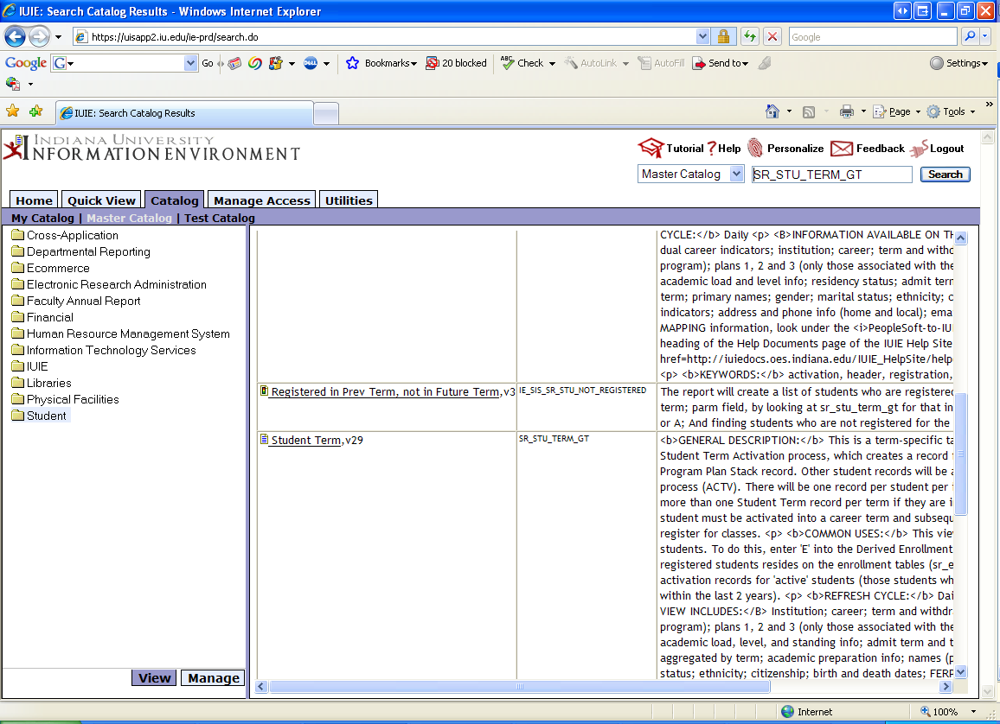 IUIE: Search Catalog Results - Windows Internet Explorer
https://uisapp2.iu.edu/ie-prd/search.do
Google
Google
G
Go
Bookmarks
20 blocked
ABC
Check
AutoLink
AutoFill
Send to
Settings
IUIE: Search Catalog Results
Page
Tools
INDIANA UNIVERSITY
INFORMATION ENVIRONMENT
Tutorial ? Help Personalize Feedback Logout
Master Catalog SR_STU_TERM_GT Search
Home Quick View Catalog Manage Access Utilities
My Catalog | Master Catalog | Test Catalog
Cross-Application
Departmental Reporting
Ecommerce
Electronic Research Administration
Faculty Annual Report
Financial
Human Resource Management System
Information Technology Services
IUIE
Libraries
Physical Facilities
Student
View Manage
CYCLE:</b> Daily <p> <B>INFORMATION AVAILABLE ON TH
dual career indicators; institution; career; term and withd
program); plans 1, 2 and 3 (only those associated with the
academic load and level info; residency status; admit term
term; primary names; gender; marital status; ethnicity; c
indicators; address and phone info (home and local); ema
MAPPING information, look under the <i>PeopleSoft-to-IUI
heading of the Help Documents page of the IUIE Help Site
href=http://iuiedocs.oes.indiana.edu/IUIE_HelpSite/help
<p> <b>KEYWORDS:</b> activation, header, registration,
Registered in Prev Term, not in Future Term,v3
IE_SIS_SR_STU_NOT_REGISTERED
The report will create a list of students who are registered
term; parm field, by looking at sr_stu_term_gt for that in
or A; And finding students who are not registered for the
Student Term,v29
SR_STU_TERM_GT
<b>GENERAL DESCRIPTION:</b> This is a term-specific ta
Student Term Activation process, which creates a record
Program Plan Stack record. Other student records will be a
process (ACTV). There will be one record per student per
more than one Student Term record per term if they are i
student must be activated into a career term and subsequ
register for classes. <p> <b>COMMON USES:</b> This vie
students. To do this, enter 'E' into the Derived Enrollment
registered students resides on the enrollment tables (sr_e
activation records for 'active' students (those students wh
within the last 2 years). <p> <b>REFRESH CYCLE:</b> Dai
VIEW INCLUDES:</B> Institution; career; term and withdr
program); plans 1, 2 and 3 (only those associated with the
academic load, level, and standing info; admit term and t
aggregated by term; academic preparation info; names (p
status; ethnicity; citizenship; birth and death dates; FERP
Internet
100%